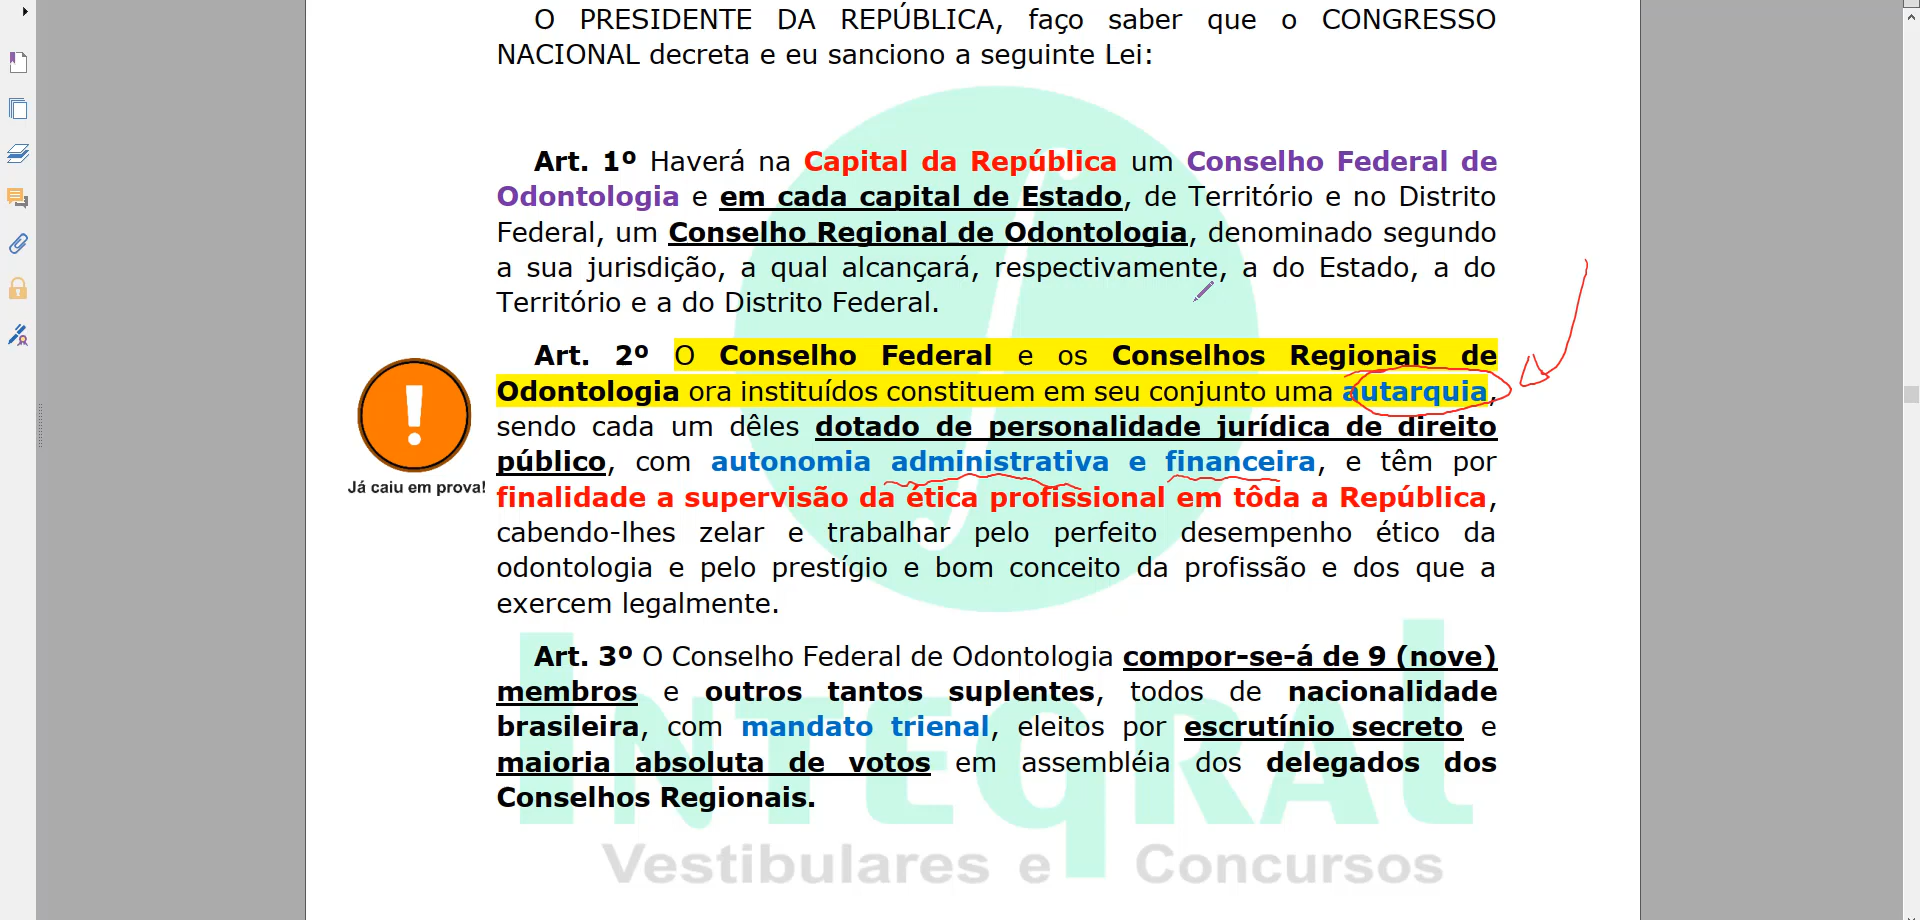 O PRESIDENTE DA REPÚBLICA, faço saber que o CONGRESSO
NACIONAL decreta e eu sanciono a seguinte Lei:
Art. 1º Haverá na Capital da República um Conselho Federal de
Odontologia e em cada capital de Estado, de Território e no Distrito
Federal, um Conselho Regional de Odontologia, denominado segundo
a sua jurisdição, a qual alcançará, respectivamente, a do Estado, a do
Território e a do Distrito Federal.
Art. 2º O Conselho Federal e os Conselhos Regionais de
Odontologia ora instituídos constituem em seu conjunto uma autarquia,
sendo cada um dêles dotado de personalidade jurídica de direito
público, com autonomia administrativa e financeira, e têm por
finalidade a supervisão da ética profissional em tôda a República,
cabendo-lhes zelar e trabalhar pelo perfeito desempenho ético da
odontologia e pelo prestígio e bom conceito da profissão e dos que a
exercem legalmente.
!
Já caiu em prova!
Art. 3º O Conselho Federal de Odontologia compor-se-á de 9 (nove)
membros e outros tantos suplentes, todos de nacionalidade
brasileira, com mandato trienal, eleitos por escrutínio secreto e
maioria absoluta de votos em assembléia dos delegados dos
Conselhos Regionais.
INTEGRAL
Vestibulares e Concursos